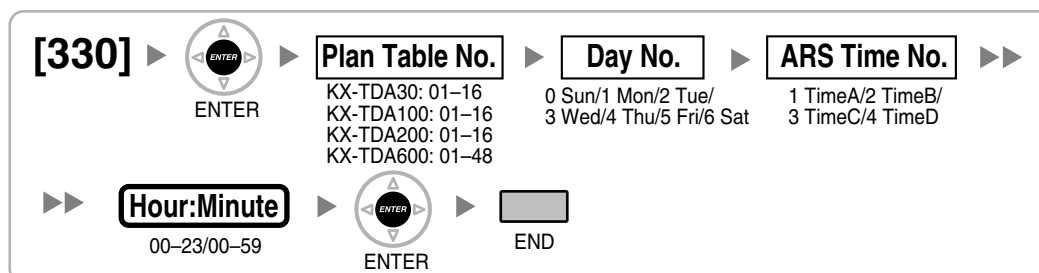 [330] ENTER Plan Table No. Day No. ARS Time No.
ENTER
KX-TDA30: 01–16
KX-TDA100: 01–16
KX-TDA200: 01–16
KX-TDA600: 01–48
0 Sun/1 Mon/2 Tue/
3 Wed/4 Thu/5 Fri/6 Sat
1 TimeA/2 TimeB/
3 TimeC/4 TimeD
Hour:Minute ENTER
00–23/00–59
ENTER
END